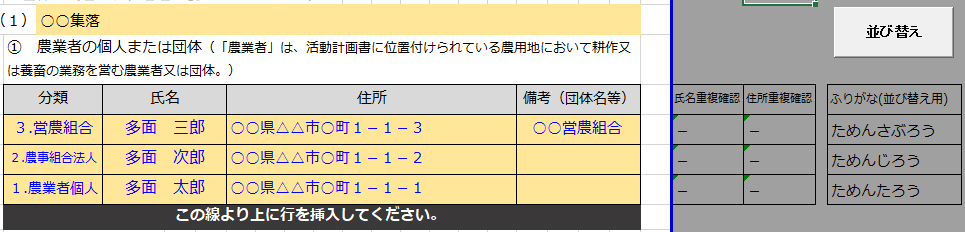 （1） ○○集落
① 農業者の個人または団体（「農業者」は、活動計画書に位置付けられている農用地において耕作又
は養畜の業務を営む農業者又は団体。）
並び替え
分類 氏名 住所 備考（団体名等） 氏名重複確認 住所重複確認 ふりがな(並び替え用)
３.営農組合 多面　三郎 ○○県△△市○町１－１－３ ○○営農組合 － － ためんさぶろう
２.農事組合法人 多面　次郎 ○○県△△市○町１－１－２ － － ためんじろう
１.農業者個人 多面　太郎 ○○県△△市○町１－１－１ － － ためんたろう
この線より上に行を挿入してください。